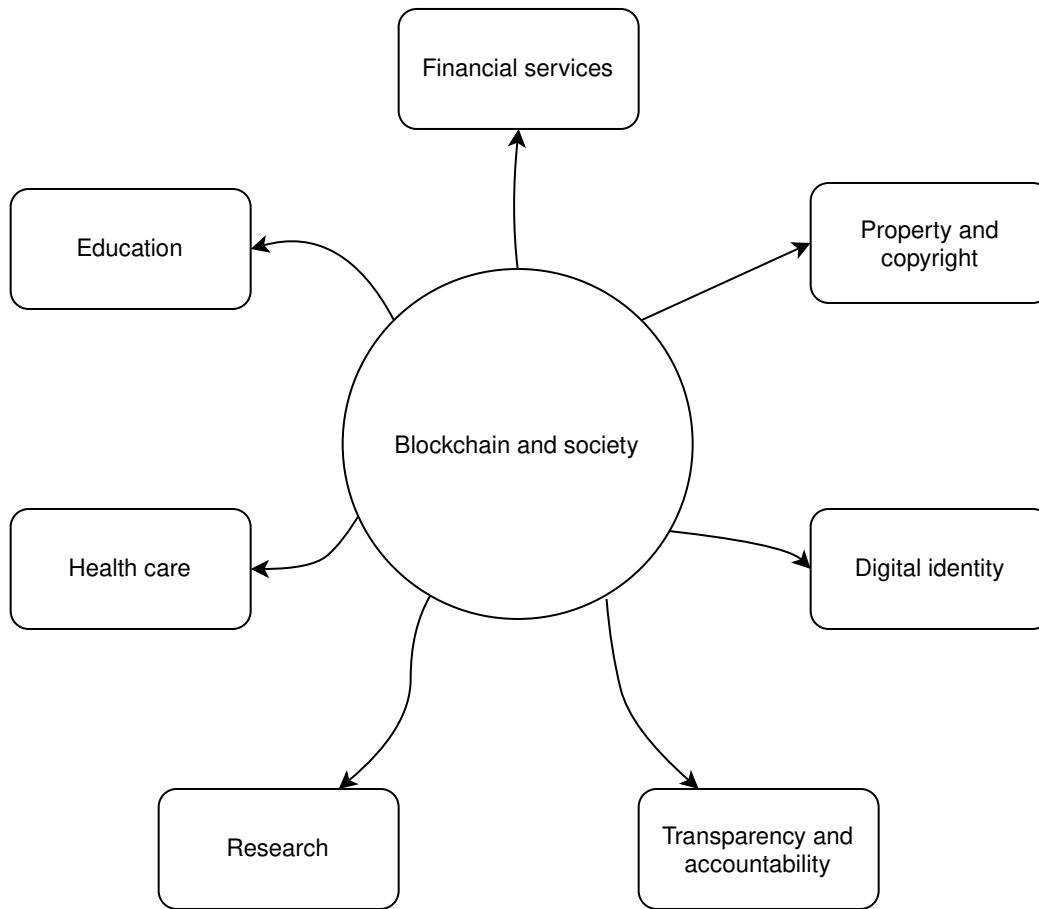 Financial services
Education
Property and
copyright
Blockchain and society
Health care
Digital identity
Research
Transparency and
accountability